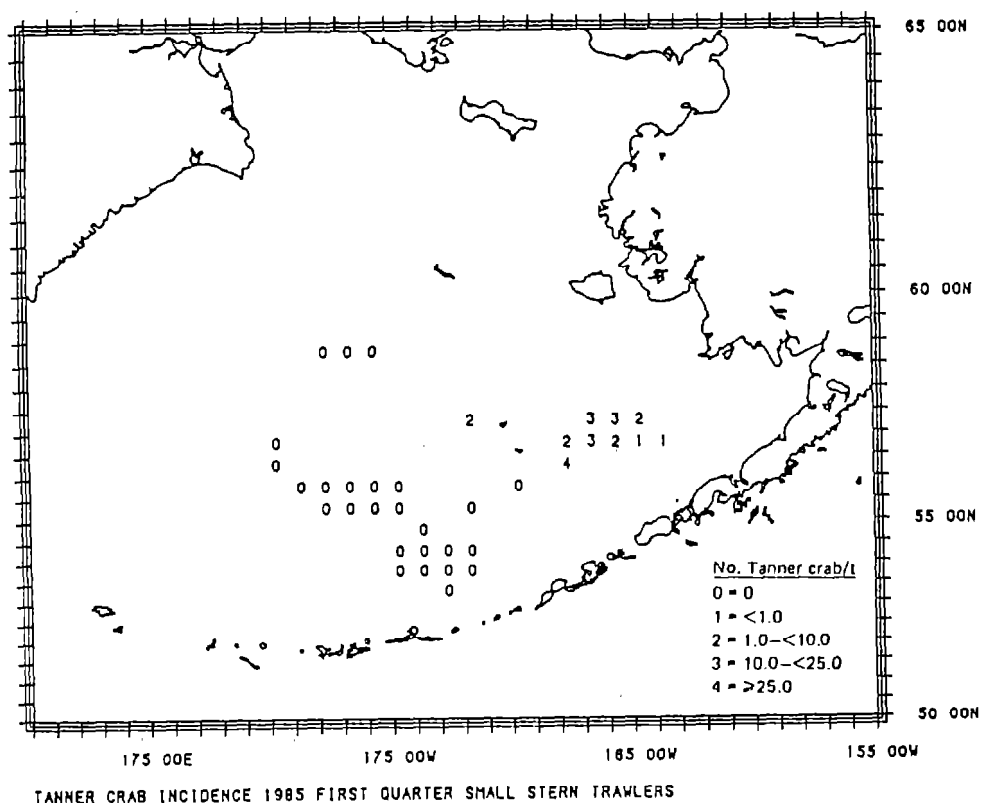 65 00N
60 00N
0 0 0
2 3 3 2
0 2 3 2 1 1
0 4
0 0 0 0 0 0
0 0 0 0 0
0
0 0 0 0
0 0 0 0
0
55 00N
No. Tanner crab/t
0 = 0
1 = <1.0
2 = 1.0-<10.0
3 = 10.0-<25.0
4 = ⩾25.0
50 00N
175 00E 175 00W 165 00W 155 00W
TANNER CRAB INCIDENCE 1985 FIRST QUARTER SMALL STERN TRAWLERS